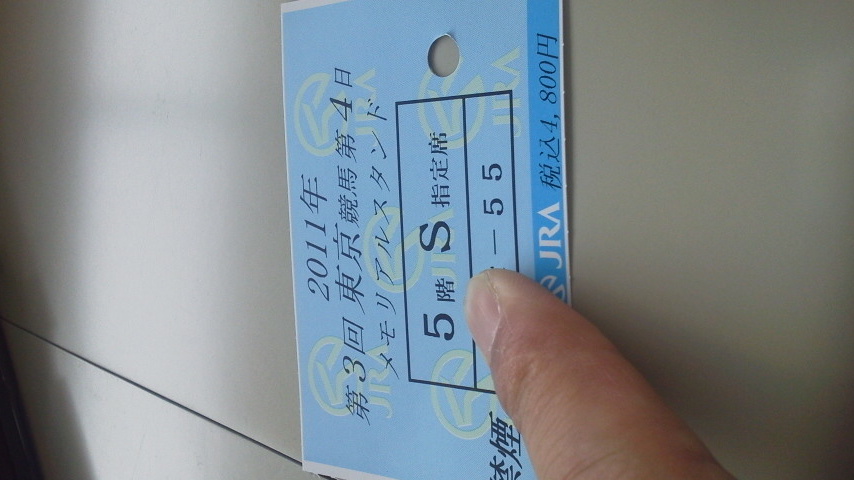 2011年
第3回 東京競馬第4日
メモリアルスタンド
5階 S 指定席
－55
禁煙
JRA 税込4,800円